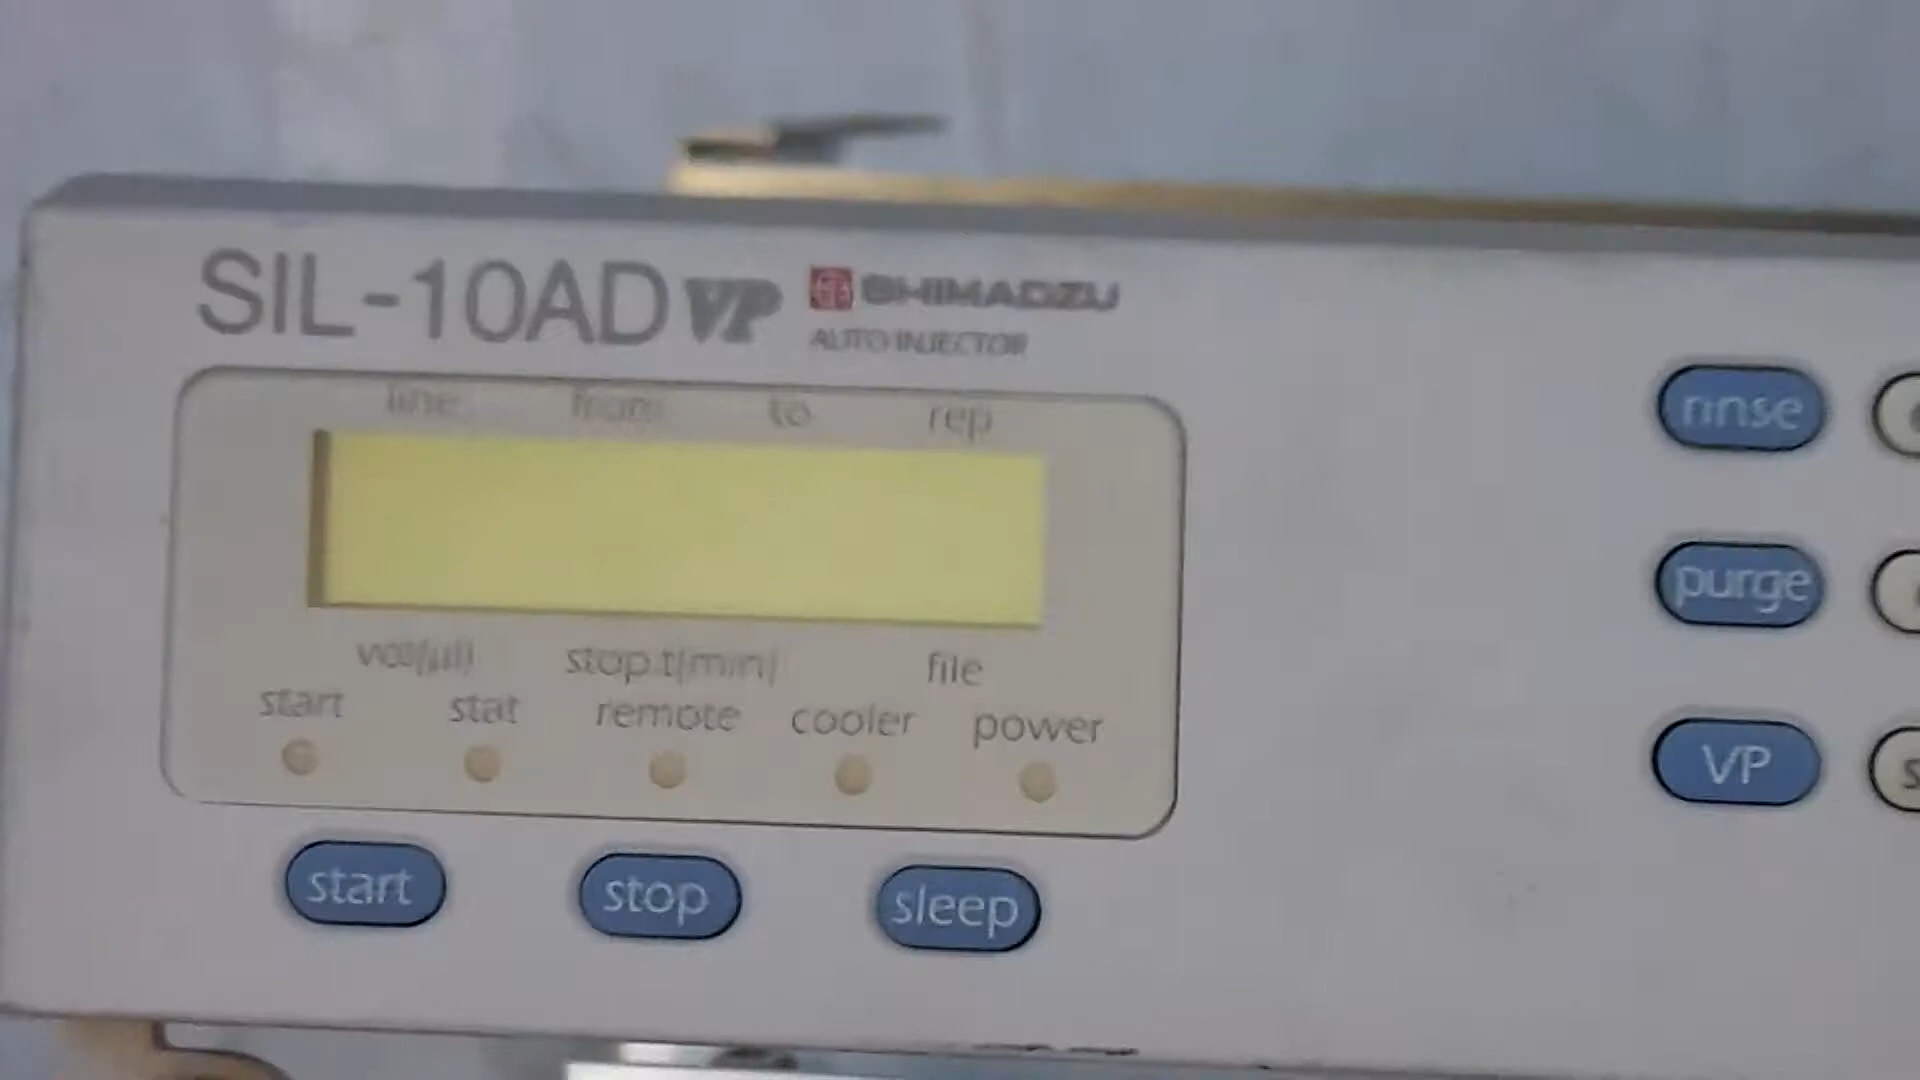 SIL-10AD VP SHIMADZU
AUTO INJECTOR
line from to rep
vol(µl) stop.t(min) file
start stat remote cooler power
start stop sleep
rinse
purge
VP